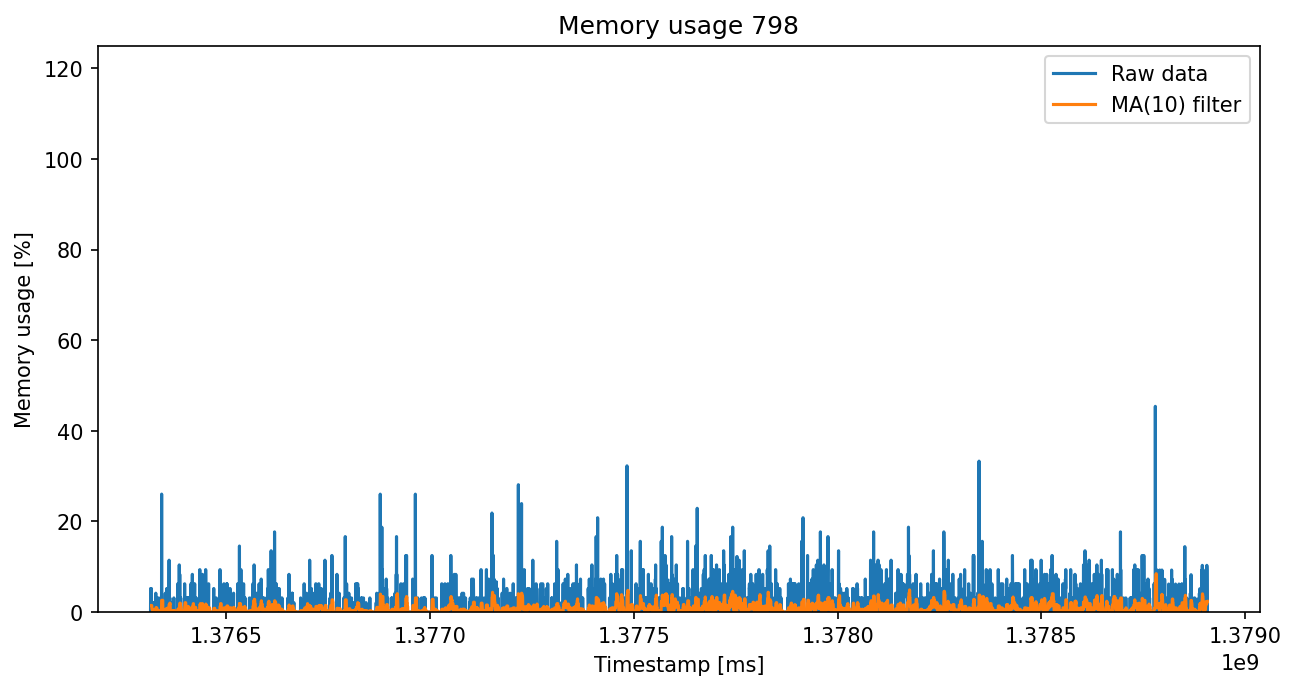 Memory usage 798
Raw data
MA(10) filter
Memory usage [%]
120
100
80
60
40
20
0
1.3765 1.3770 1.3775 1.3780 1.3785 1.3790
1e9
Timestamp [ms]